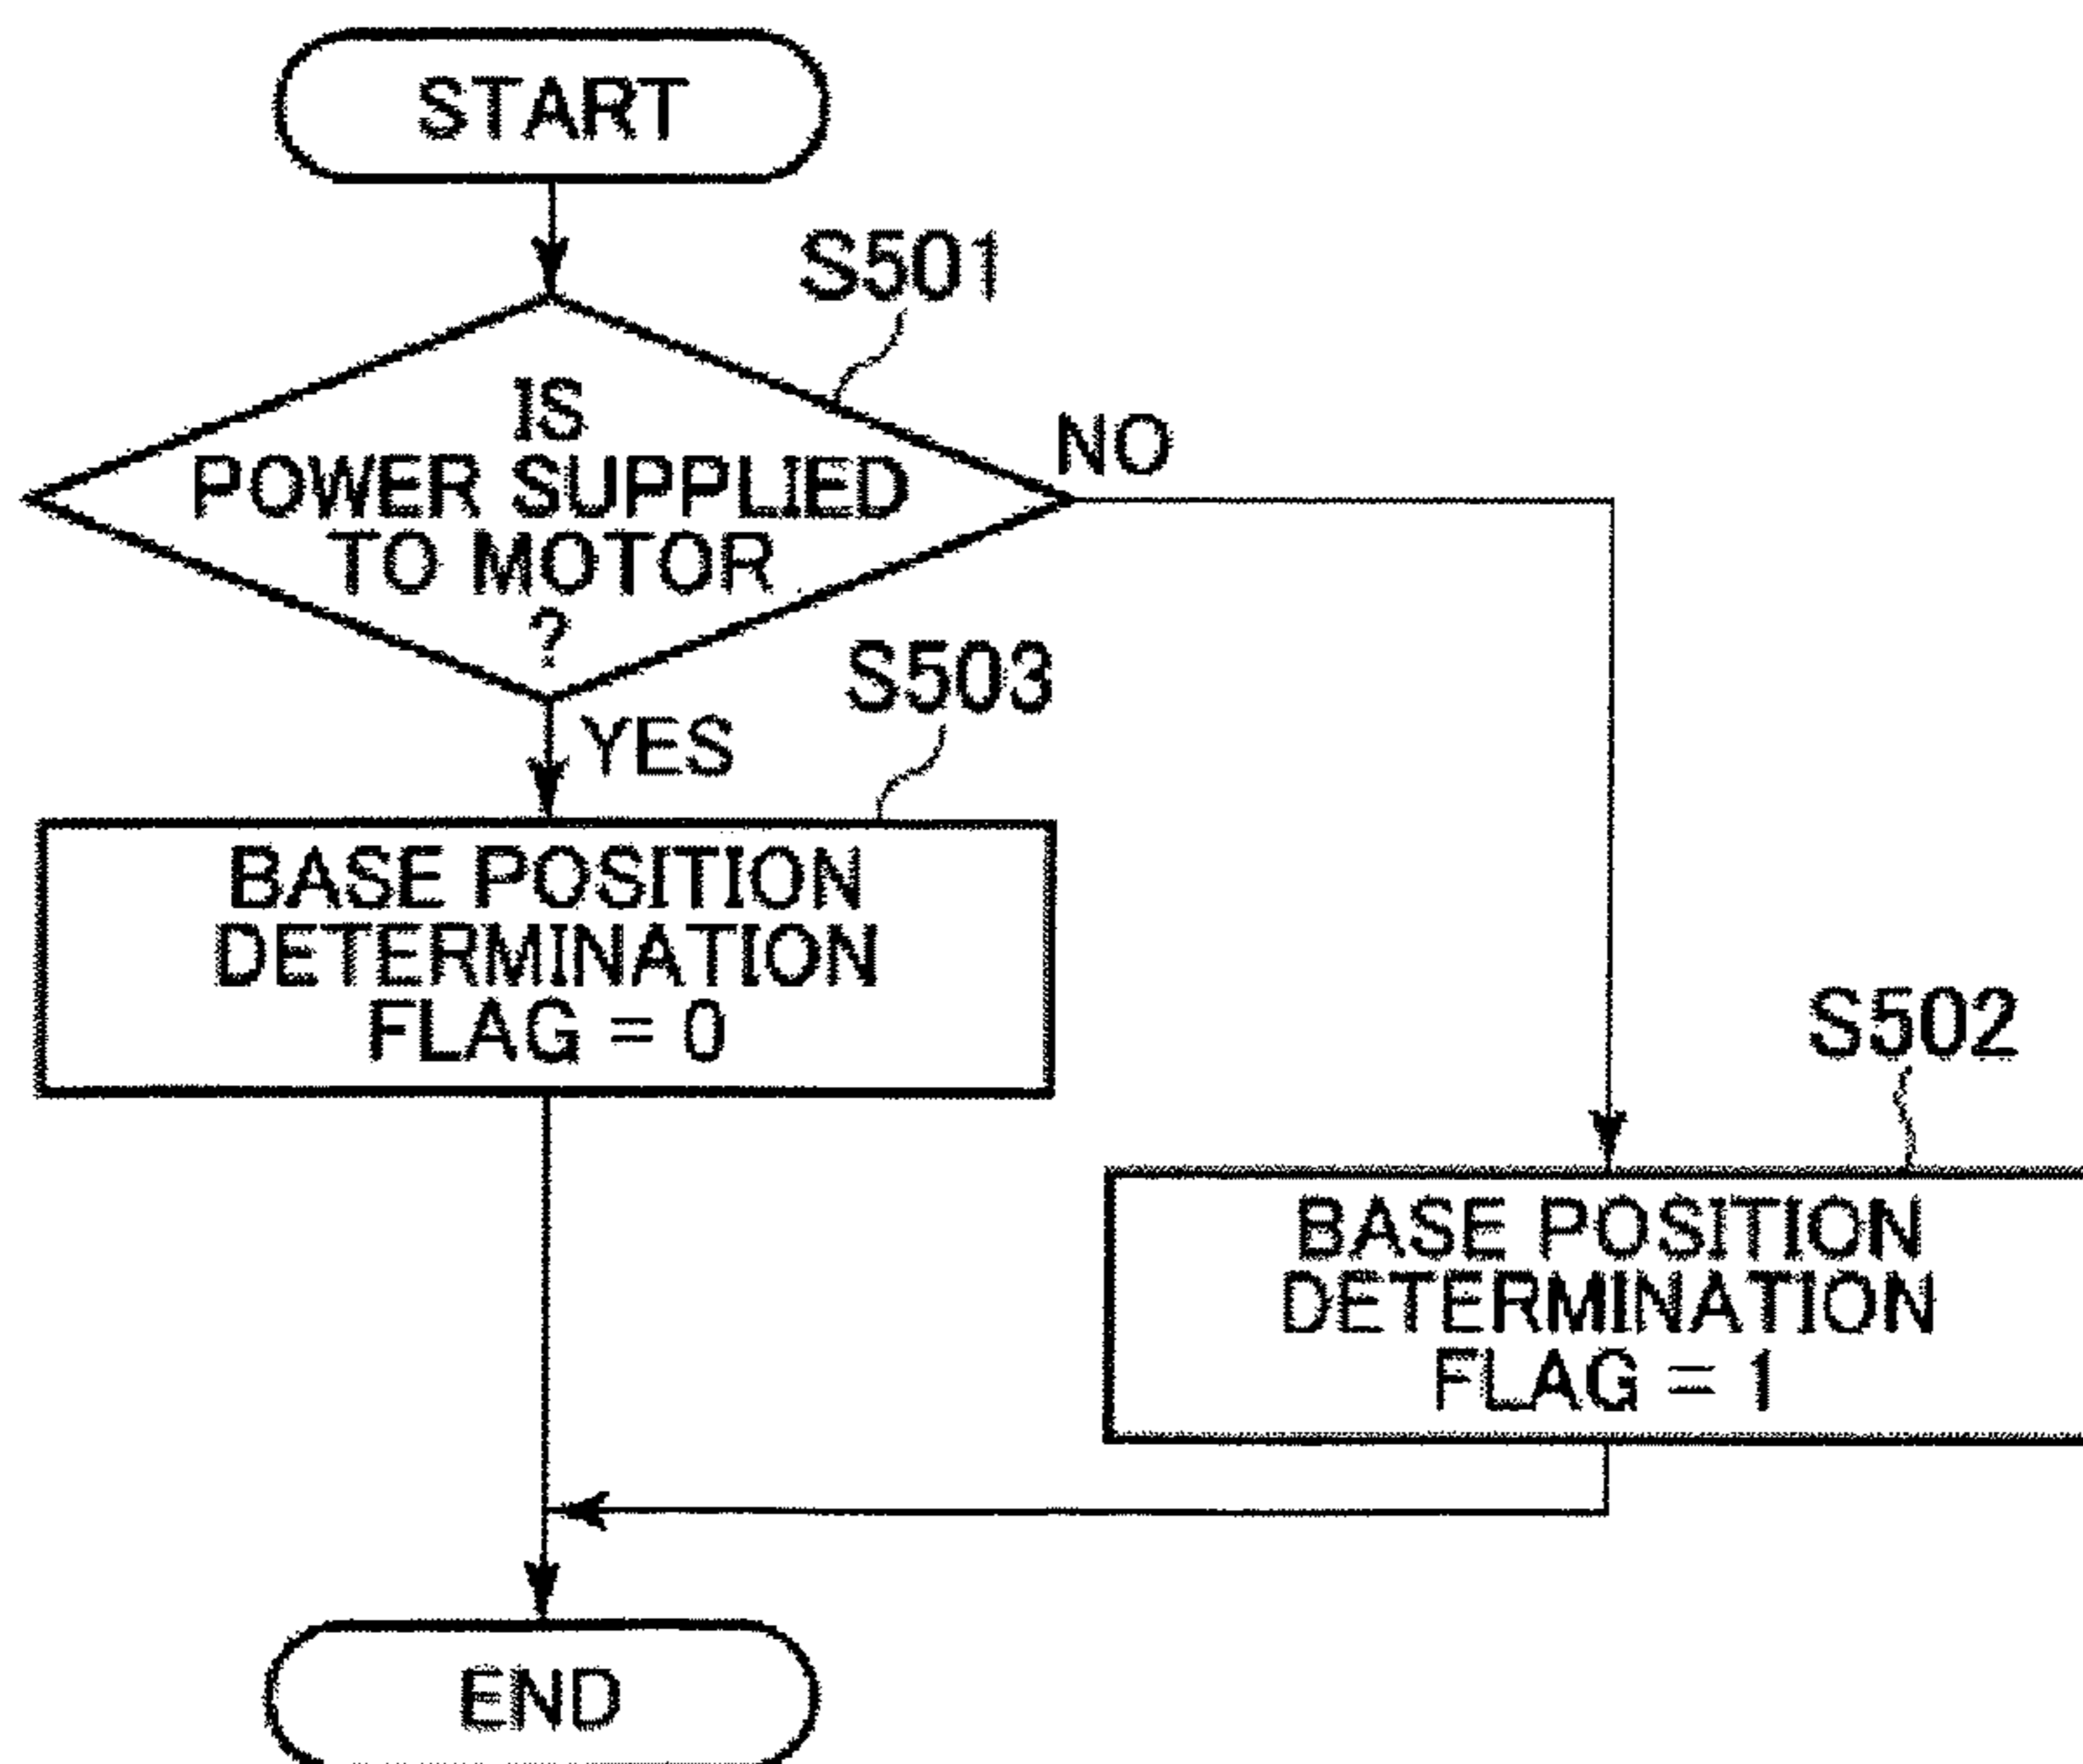 START
S501
IS
POWER SUPPLIED
TO MOTOR
?
NO
YES
S503
BASE POSITION
DETERMINATION
FLAG = 0
S502
BASE POSITION
DETERMINATION
FLAG = 1
END